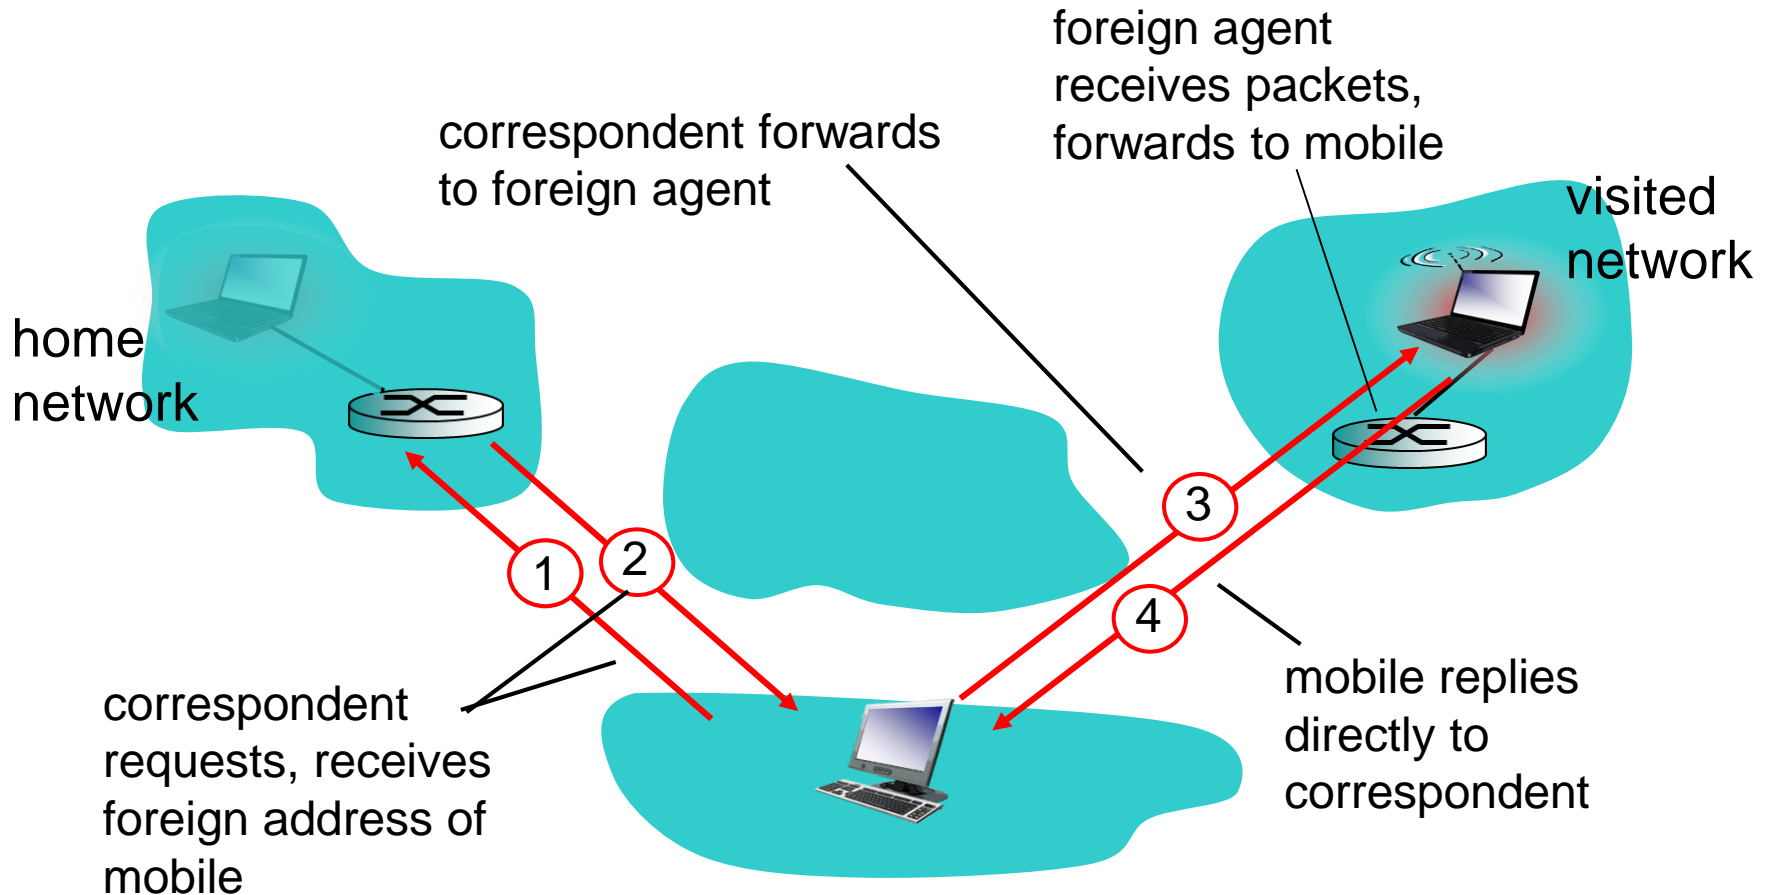 foreign agent
receives packets,
forwards to mobile
correspondent forwards
to foreign agent
visited
network
home
network
3
2
1
4
correspondent
requests, receives
foreign address of
mobile
mobile replies
directly to
correspondent